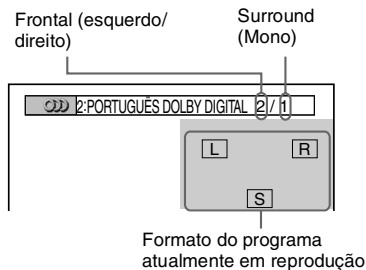 Frontal (esquerdo/
direito)
Surround
(Mono)
2:PORTUGUÊS DOLBY DIGITAL 2 / 1
L R
S
Formato do programa
atualmente em reprodução